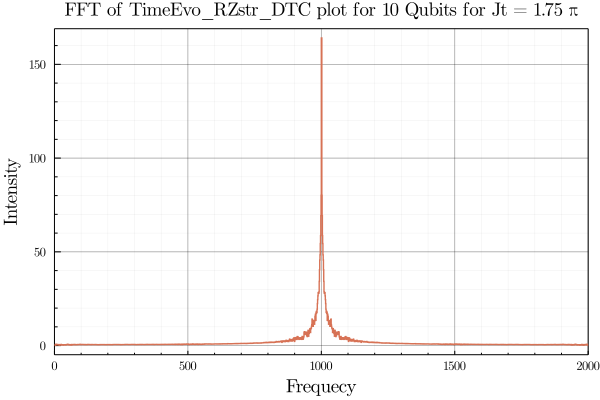 FFT of TimeEvo_RZstr_DTC plot for 10 Qubits for Jt = 1.75 π
150
100
50
0
Intensity
0 500 1000 1500 2000
Frequecy